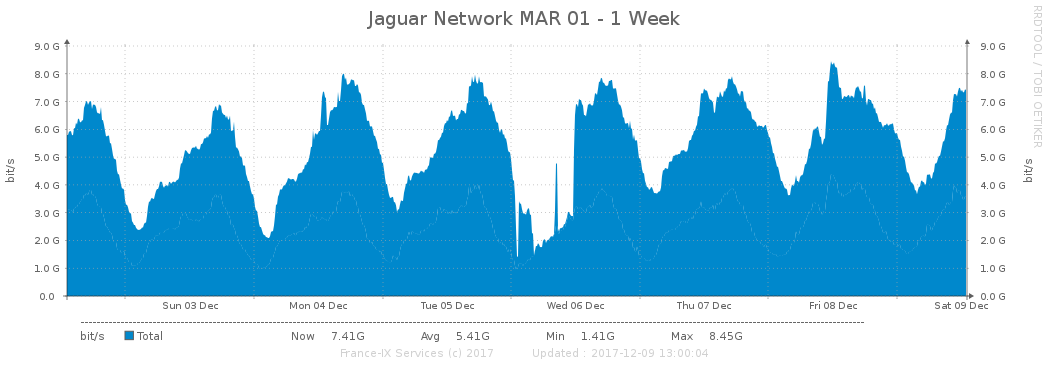 Jaguar Network MAR 01 - 1 Week
RRDTOOL / TOBI OETIKER
9.0 G 9.0 G
8.0 G 8.0 G
7.0 G 7.0 G
6.0 G 6.0 G
5.0 G 5.0 G
4.0 G 4.0 G
3.0 G 3.0 G
2.0 G 2.0 G
1.0 G 1.0 G
0.0 0.0 G
bit/s
bit/s
Sun 03 Dec Mon 04 Dec Tue 05 Dec Wed 06 Dec Thu 07 Dec Fri 08 Dec Sat 09 Dec
bit/s Total Now 7.41G Avg 5.41G Min 1.41G Max 8.45G
France-IX Services (c) 2017 Updated : 2017-12-09 13:00:04